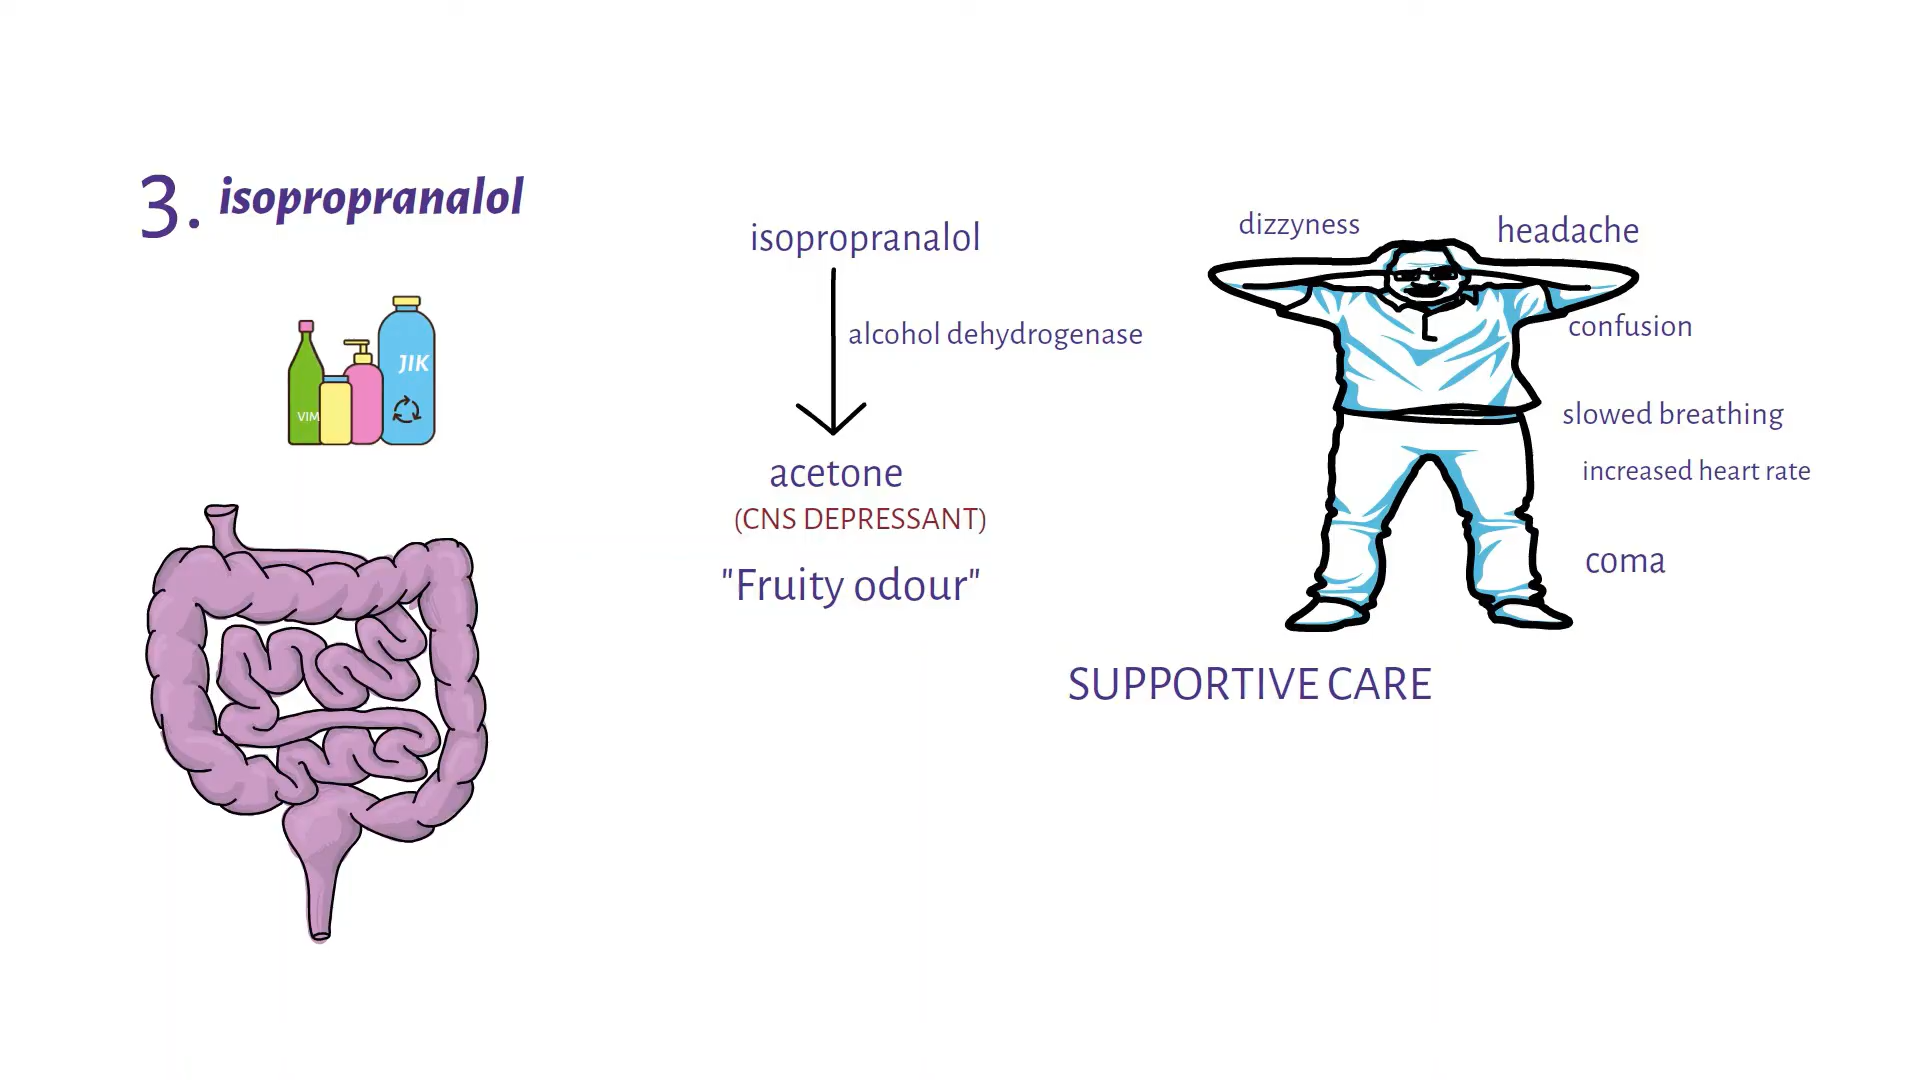 3. isopropranalol
VIM
JIK
isopropranalol
alcohol dehydrogenase
acetone
(CNS DEPRESSANT)
"Fruity odour"
dizzyness
headache
confusion
slowed breathing
increased heart rate
coma
SUPPORTIVE CARE